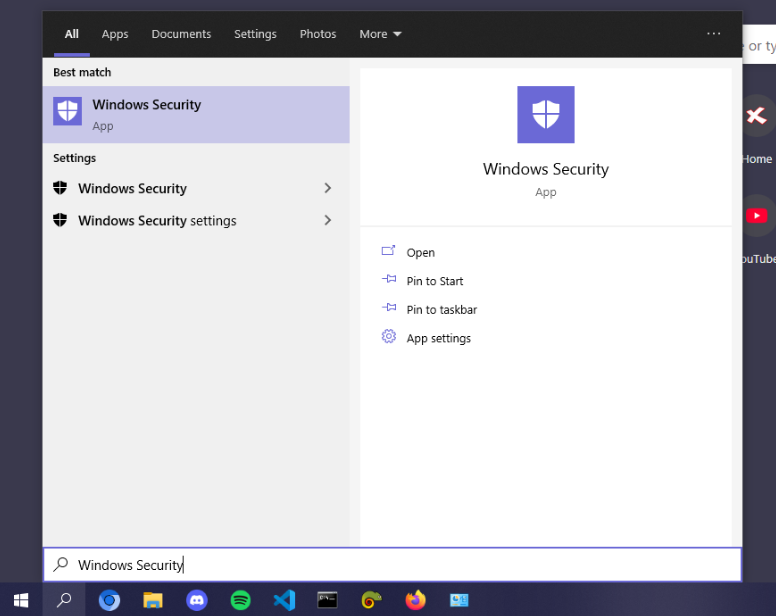 All Apps Documents Settings Photos More ...
Best match
Windows Security
App
Settings
Windows Security
Windows Security settings
Windows Security
App
Open
Pin to Start
Pin to taskbar
App settings
or ty
Home
ouTube
Windows Security